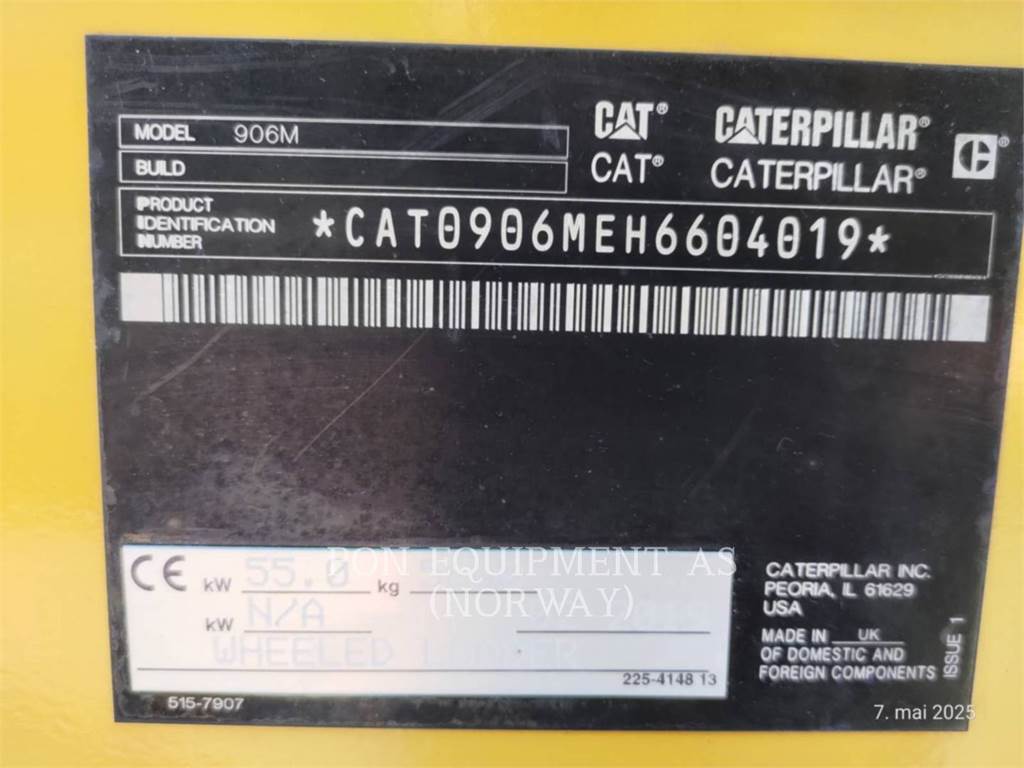 MODEL 906M
BUILD
CAT® CATERPILLAR®
CAT® CATERPILLAR®
PRODUCT
IDENTIFICATION
NUMBER
*CAT0906MEH6604019*
CE kW 55.0 kg
kW N/A
WHEELED LOADER
225-4148 13
515-7907
PON EQUIPMENT AS
(NORWAY)
CATERPILLAR INC.
PEORIA, IL 61629
USA
MADE IN UK
OF DOMESTIC AND
FOREIGN COMPONENTS
ISSUE 1
7. mai 2025